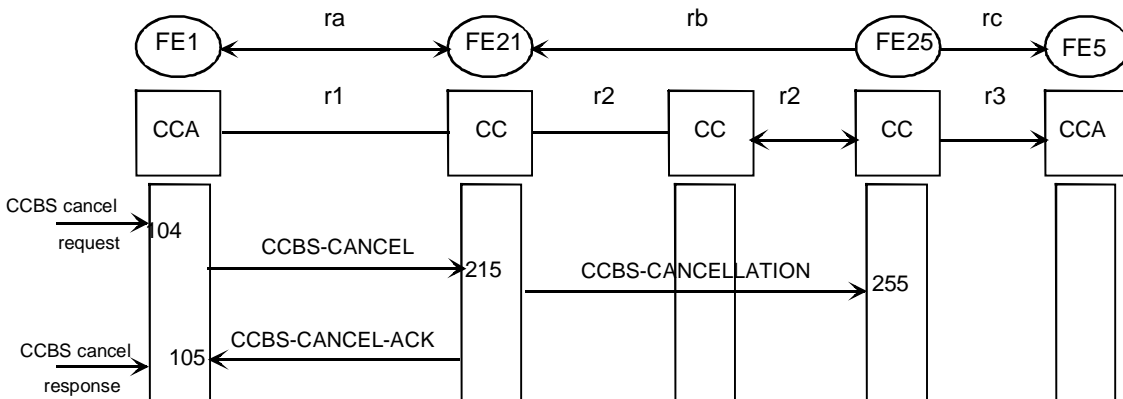 ra rb rc
FE1 FE21 FE25 FE5
r1 r2 r2 r3
CCA CC CC CC CCA
CCBS cancel
request
104
CCBS-CANCEL
215
CCBS-CANCELLATION
255
CCBS cancel
response
105
CCBS-CANCEL-ACK